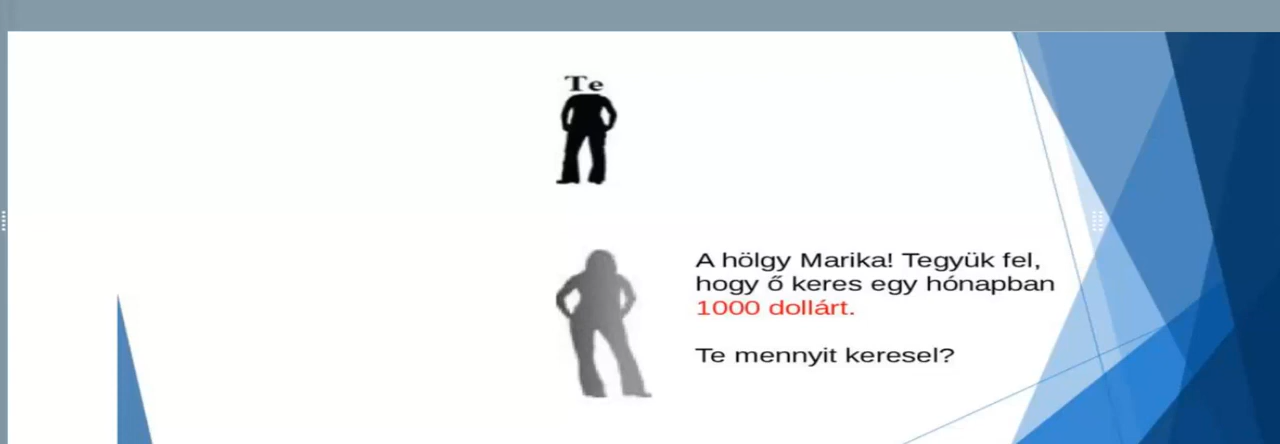 Te
A hölgy Marika! Tegyük fel,
hogy ő keres egy hónapban
1000 dollárt.
Te mennyit keresel?